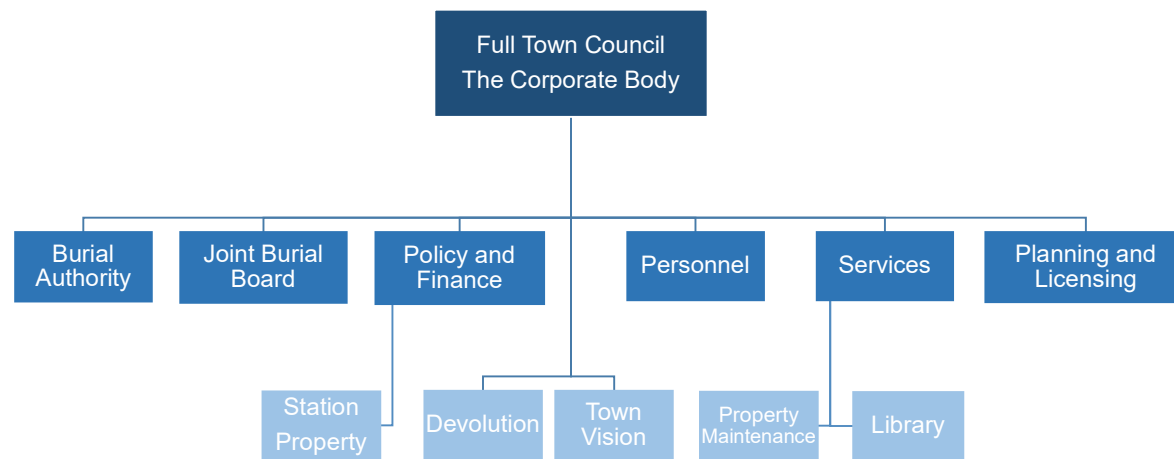 Full Town Council
The Corporate Body
Burial
Authority
Joint Burial
Board
Policy and
Finance
Personnel
Services
Planning and
Licensing
Station
Property
Devolution
Town
Vision
Property
Maintenance
Library